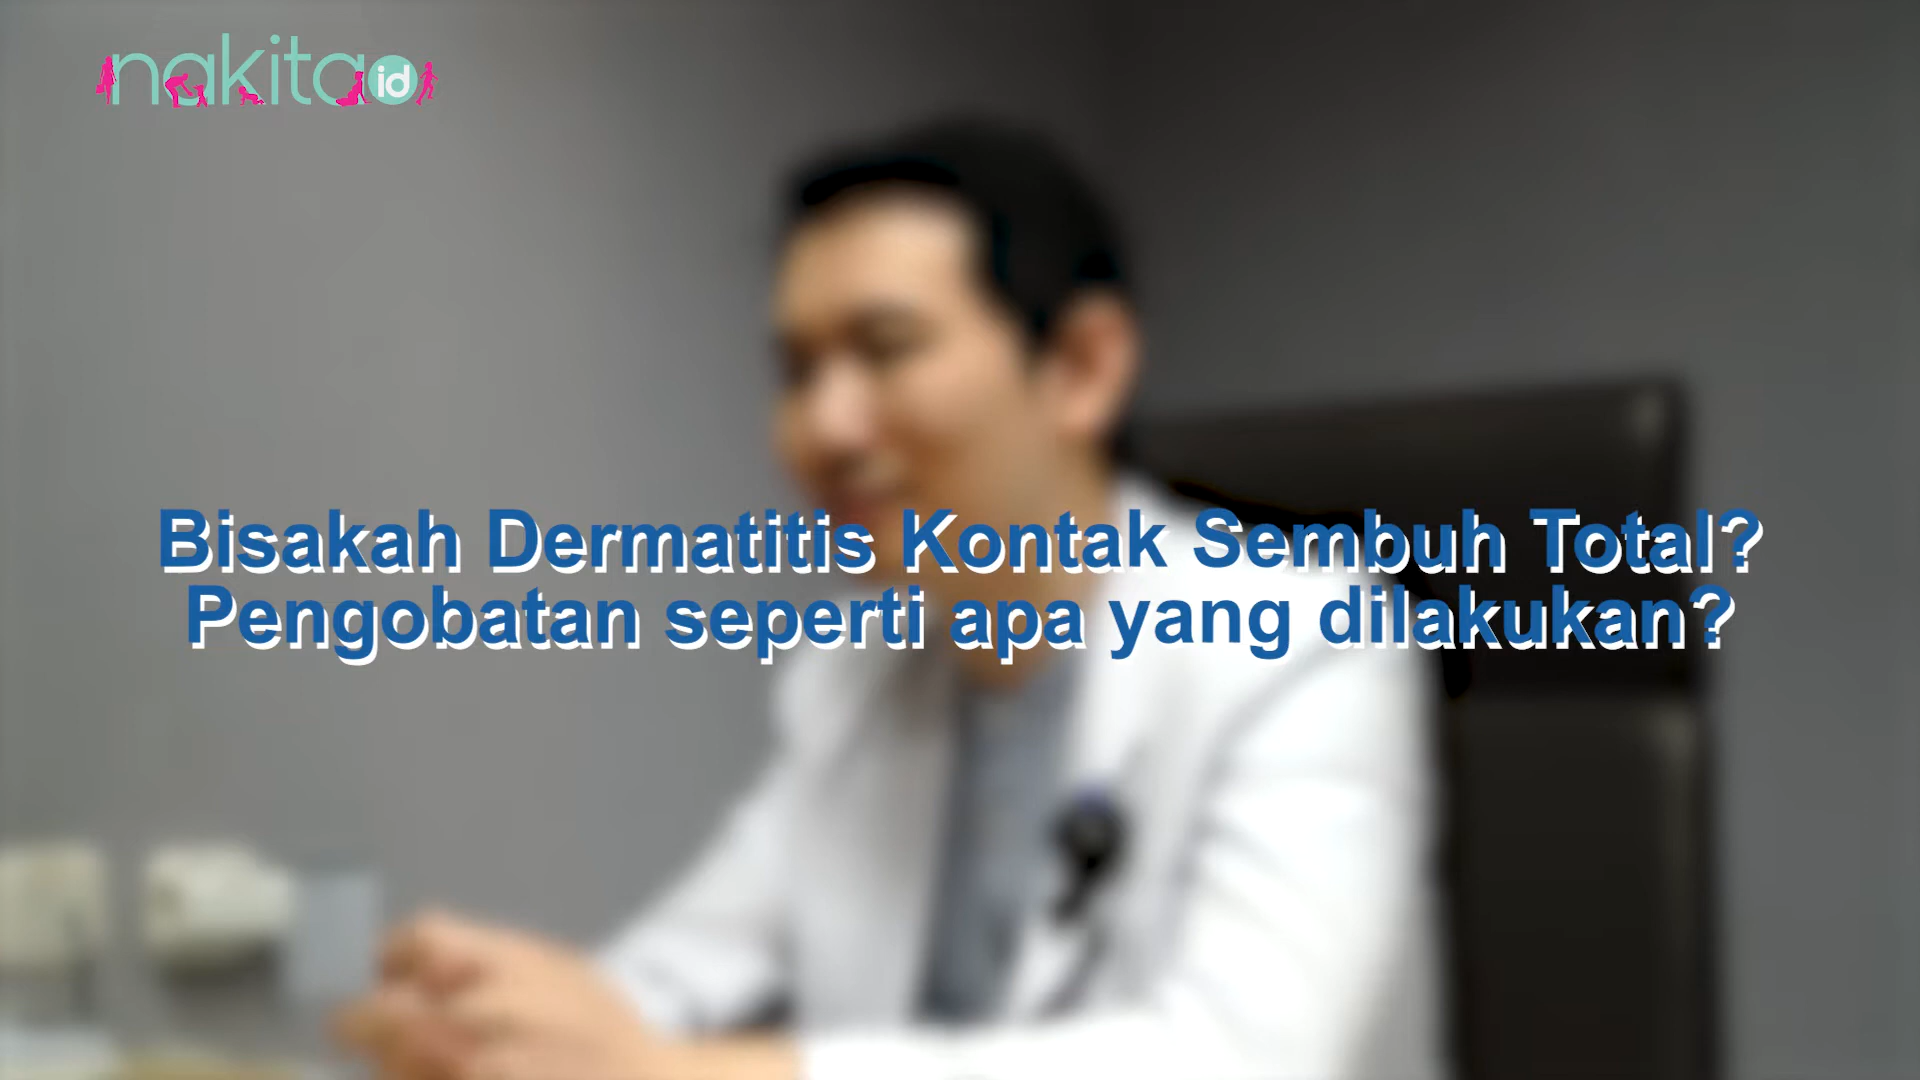 nakita id
Bisakah Dermatitis Kontak Sembuh Total?
Pengobatan seperti apa yang dilakukan?